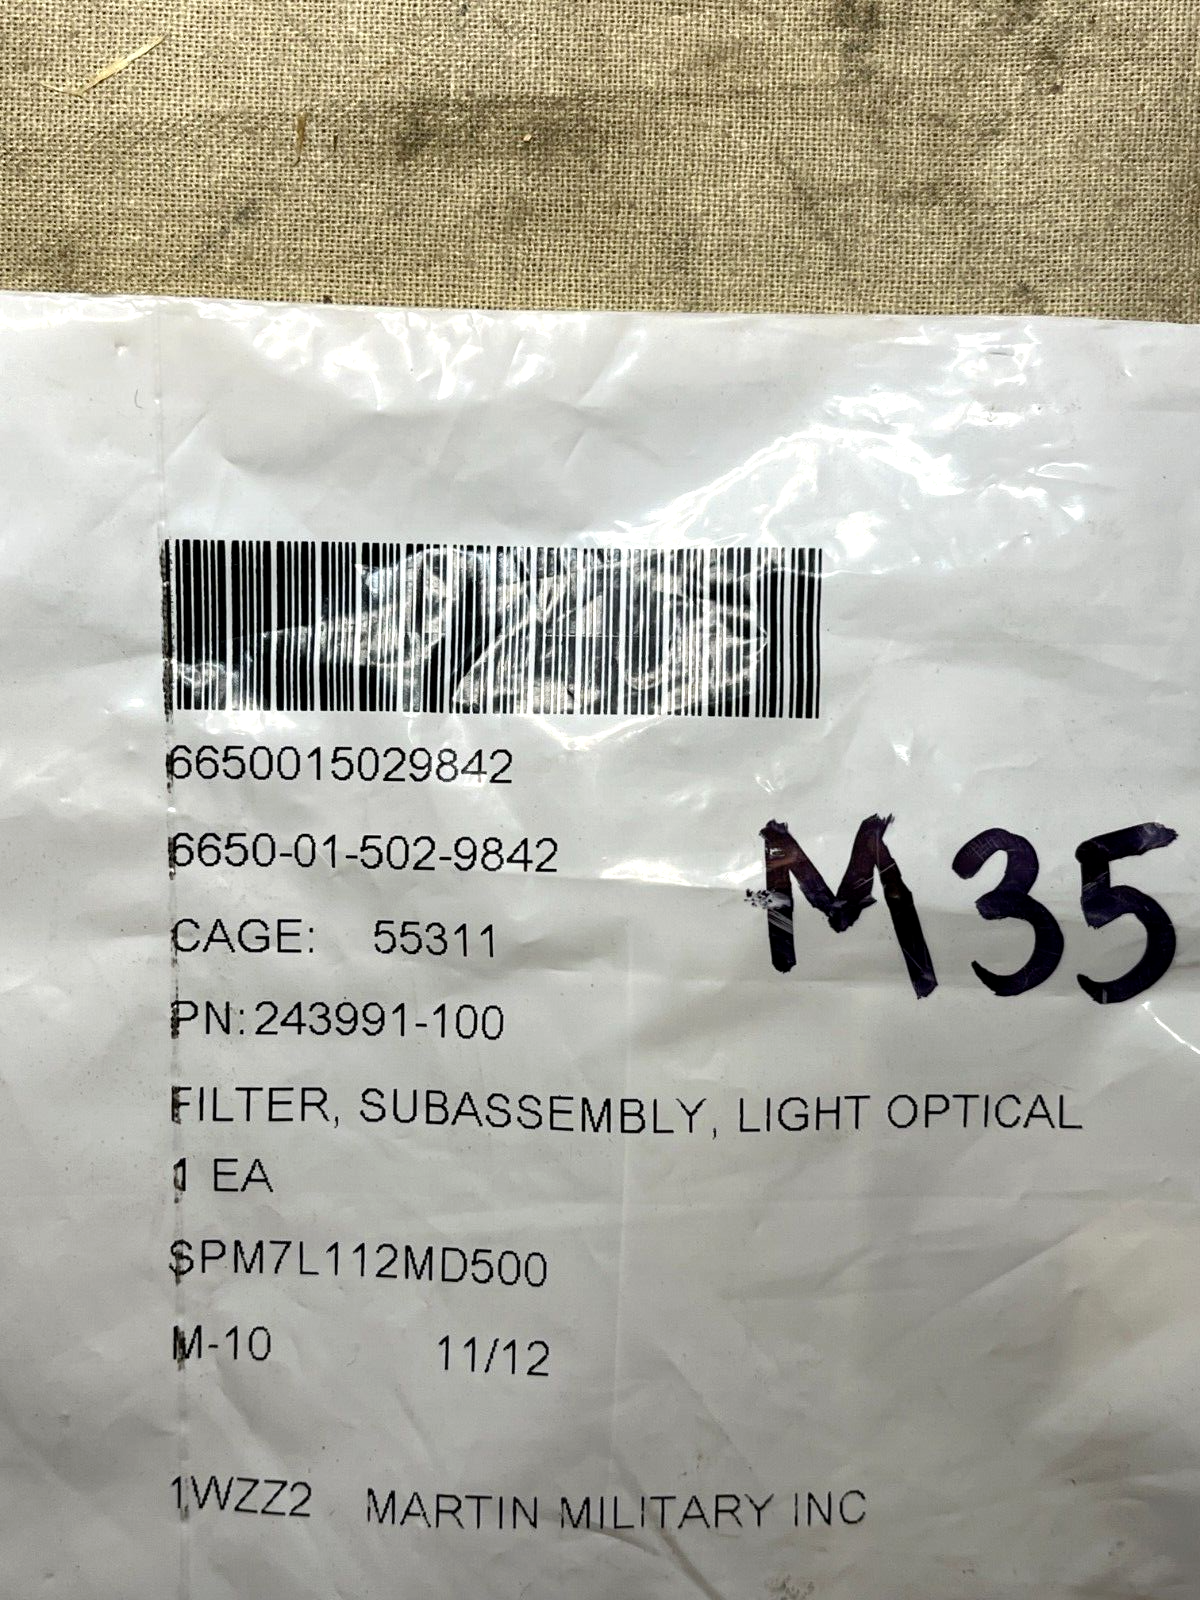 6650015029842
6650-01-502-9842
M35
CAGE: 55311
PN:243991-100
FILTER, SUBASSEMBLY, LIGHT OPTICAL
1 EA
SPM7L112MD500
M-10 11/12
1WZZ2 MARTIN MILITARY INC